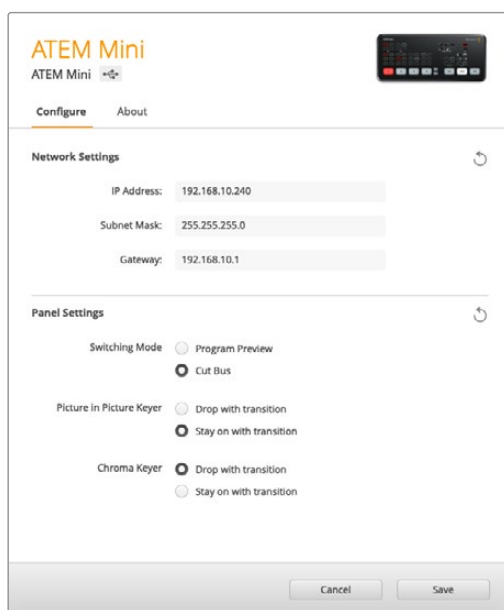 ATEM Mini
ATEM Mini
Configure About
Network Settings
IP Address: 192.168.10.240
Subnet Mask: 255.255.255.0
Gateway: 192.168.10.1
Panel Settings
Switching Mode Program Preview
Cut Bus
Picture in Picture Keyer Drop with transition
Stay on with transition
Chroma Keyer Drop with transition
Stay on with transition
Cancel Save